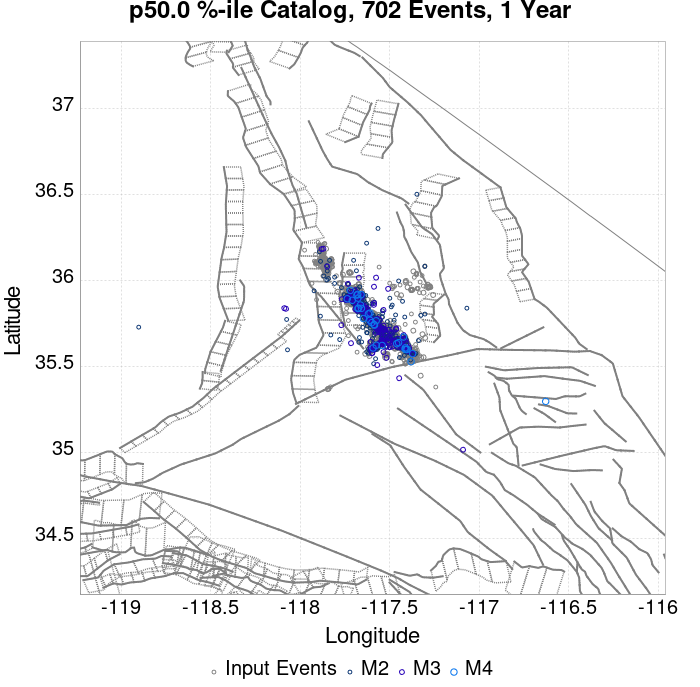 p50.0 %-ile Catalog, 702 Events, 1 Year
37
36.5
36
35.5
35
34.5
Latitude
-119 -118.5 -118 -117.5 -117 -116.5 -116
Longitude
Input Events M2 M3 M4